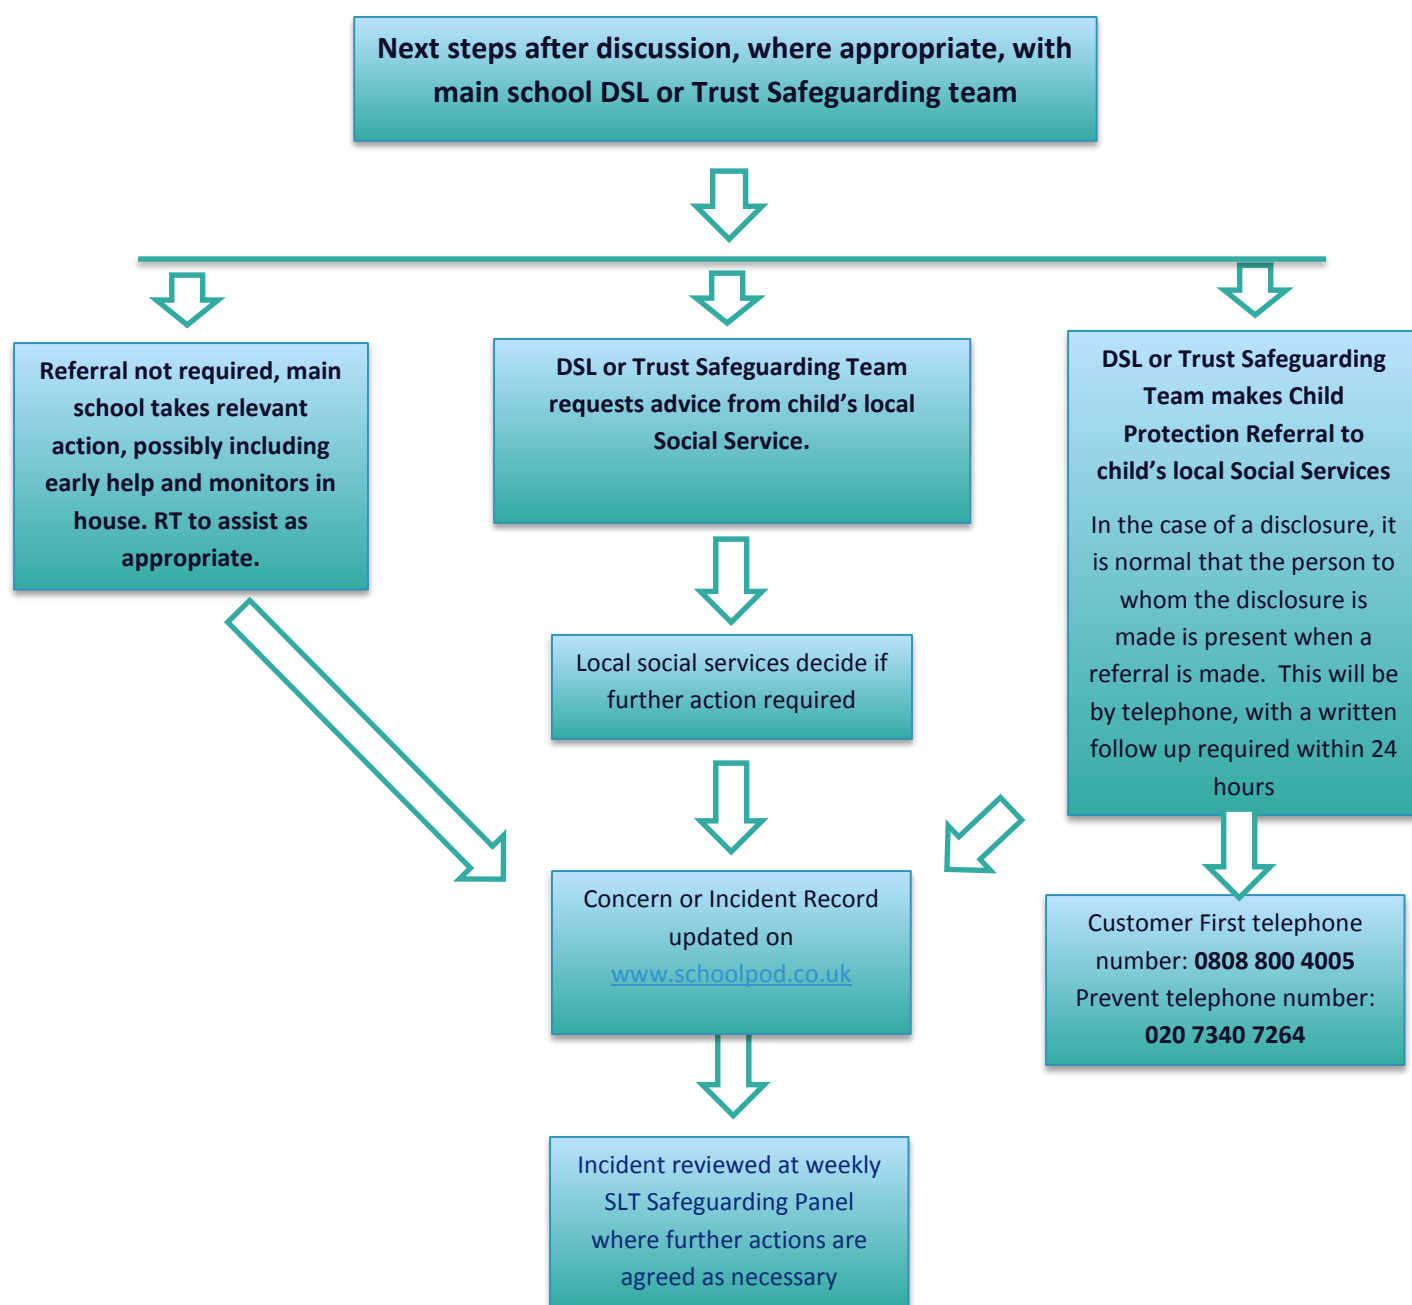 Next steps after discussion, where appropriate, with
main school DSL or Trust Safeguarding team
Referral not required, main
school takes relevant
action, possibly including
early help and monitors in
house. RT to assist as
appropriate.
DSL or Trust Safeguarding Team
requests advice from child’s local
Social Service.
DSL or Trust Safeguarding
Team makes Child
Protection Referral to
child’s local Social Services
In the case of a disclosure, it
is normal that the person to
whom the disclosure is
made is present when a
referral is made.  This will be
by telephone, with a written
follow up required within 24
hours
Local social services decide if
further action required
Concern or Incident Record
updated on
www.schoolpod.co.uk
Customer First telephone
number: 0808 800 4005
Prevent telephone number:
020 7340 7264
Incident reviewed at weekly
SLT Safeguarding Panel
where further actions are
agreed as necessary